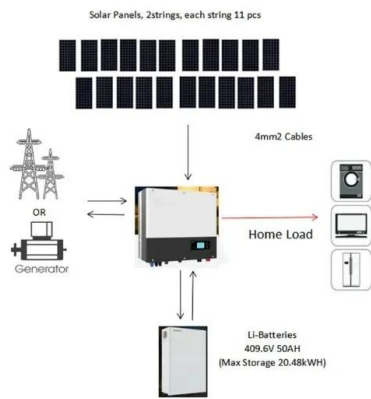 Solar Panels, 2strings, each string 11 pcs
4mm2 Cables
OR
Generator
Home Load
Li-Batteries
409.6V 50AH
(Max Storage 20.48kWH)